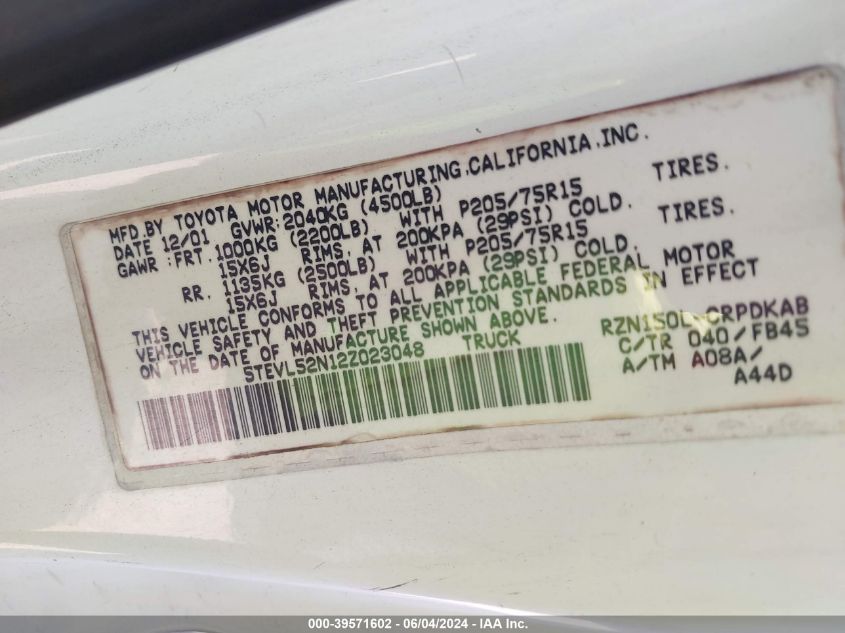 MFD.BY TOYOTA MOTOR MANUFACTURING.CALIFORNIA.INC.
DATE 12/01 GVWR:2040KG (4500LB)
GAWR:FRT.1000KG (2200LB) WITH P205/75R15 TIRES.
15X6J RIMS,AT 200KPA (29PSI) COLD.
RR. 1135KG (2500LB) WITH P205/75R15 TIRES.
15X6J RIMS,AT 200KPA (29PSI) COLD.
THIS VEHICLE CONFORMS TO ALL APPLICABLE FEDERAL MOTOR
VEHICLE SAFETY AND THEFT PREVENTION STANDARDS IN EFFECT
ON THE DATE OF MANUFACTURE SHOWN ABOVE.
5TEVL52N12Z023048 TRUCK
RZN150L-CRPDKAB
C/TR 040/FB45
A/TM A08A/
A44D
000-39571602 - 06/04/2024 - IAA Inc.